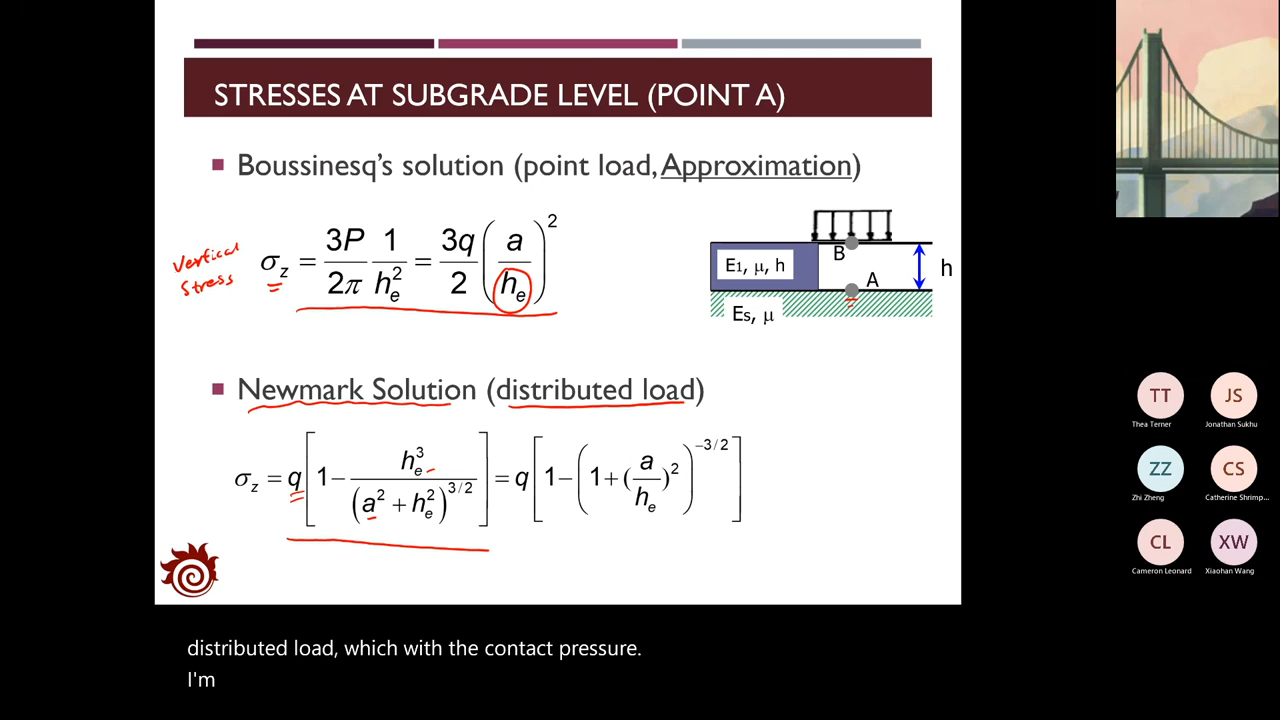 STRESSES AT SUBGRADE LEVEL (POINT A)
Boussinesq's solution (point load, Approximation)
Vertical
Stress
σz = 3P/2π 1/he² = 3q/2 (a/he)²
B
E1, μ, h
A
h
Es, μ
Newmark Solution (distributed load)
σz = q[1 − he³/(a² + he²)^3/2] = q[1 − (1 + (a/he)²)^−3/2]
distributed load, which with the contact pressure.
I'm
TT
Thea Terner
JS
Jonathan Sukhu
ZZ
Zhi Zheng
CS
Catherine Shrimp...
CL
Cameron Leonard
XW
Xiaohan Wang